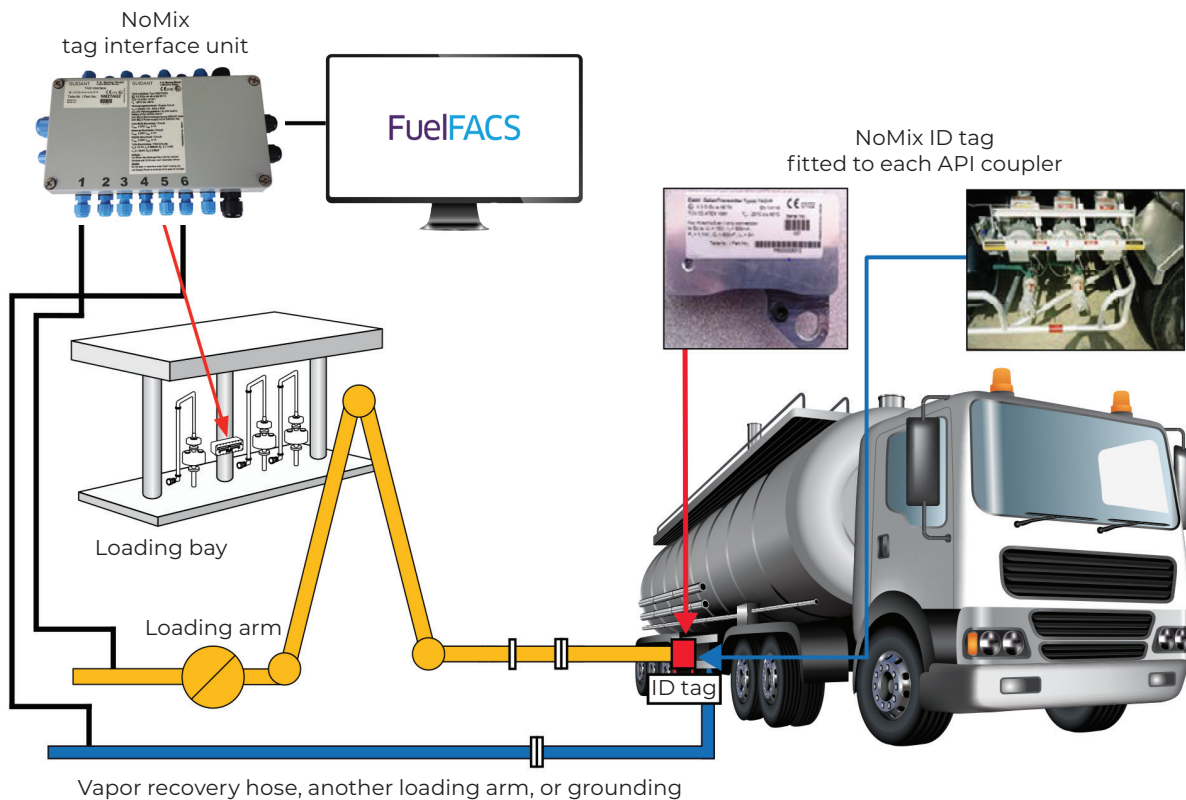 NoMix
tag interface unit
GUIDANT
1 2 3 4 5 6
FuelFACS
NoMix ID tag
fitted to each API coupler
Loading bay
Loading arm
ID tag
Vapor recovery hose, another loading arm, or grounding